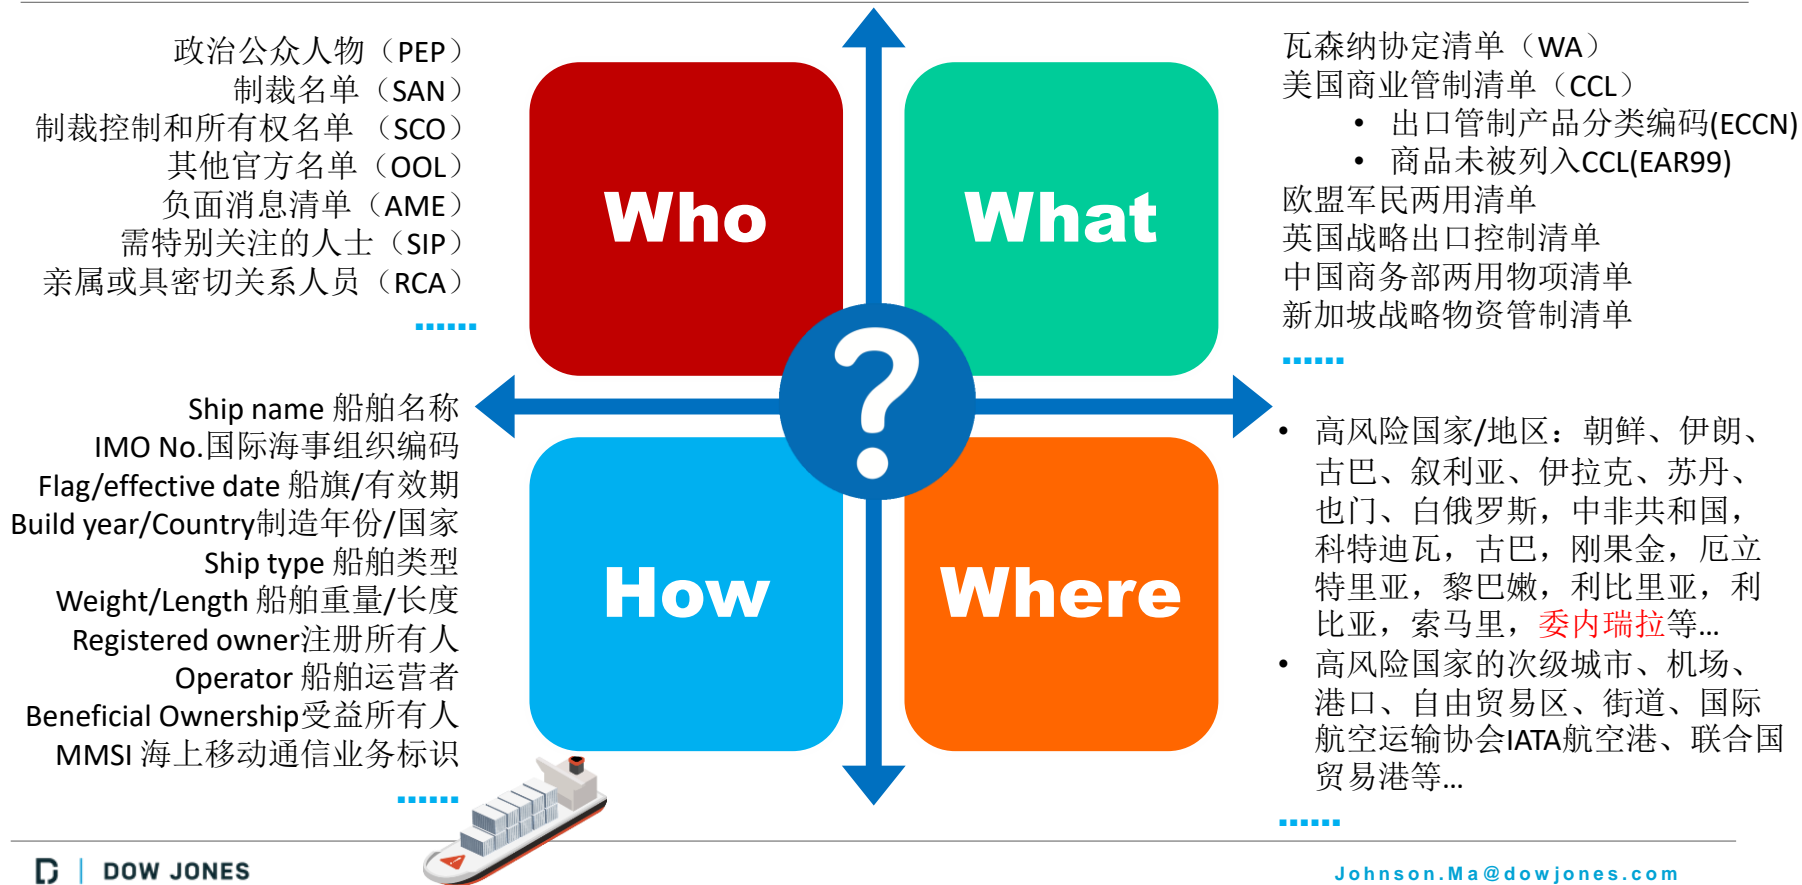 政治公众人物（PEP）
制裁名单（SAN）
制裁控制和所有权名单 （SCO）
其他官方名单（OOL）
负面消息清单（AME）
需特别关注的人士（SIP）
亲属或具密切关系人员（RCA）
......
Who
What
瓦森纳协定清单（WA）
美国商业管制清单（CCL）
• 出口管制产品分类编码(ECCN)
• 商品未被列入CCL(EAR99)
欧盟军民两用清单
英国战略出口控制清单
中国商务部两用物项清单
新加坡战略物资管制清单
......
?
Ship name 船舶名称
IMO No.国际海事组织编码
Flag/effective date 船旗/有效期
Build year/Country制造年份/国家
Ship type 船舶类型
Weight/Length 船舶重量/长度
Registered owner注册所有人
Operator 船舶运营者
Beneficial Ownership受益所有人
MMSI 海上移动通信业务标识
......
How
Where
• 高风险国家/地区：朝鲜、伊朗、
古巴、叙利亚、伊拉克、苏丹、
也门、白俄罗斯，中非共和国，
科特迪瓦，古巴，刚果金，厄立
特里亚，黎巴嫩，利比里亚，利
比亚，索马里，委内瑞拉等…
• 高风险国家的次级城市、机场、
港口、自由贸易区、街道、国际
航空运输协会IATA航空港、联合国
贸易港等…
......
DOW JONES
Johnson.Ma@dowjones.com